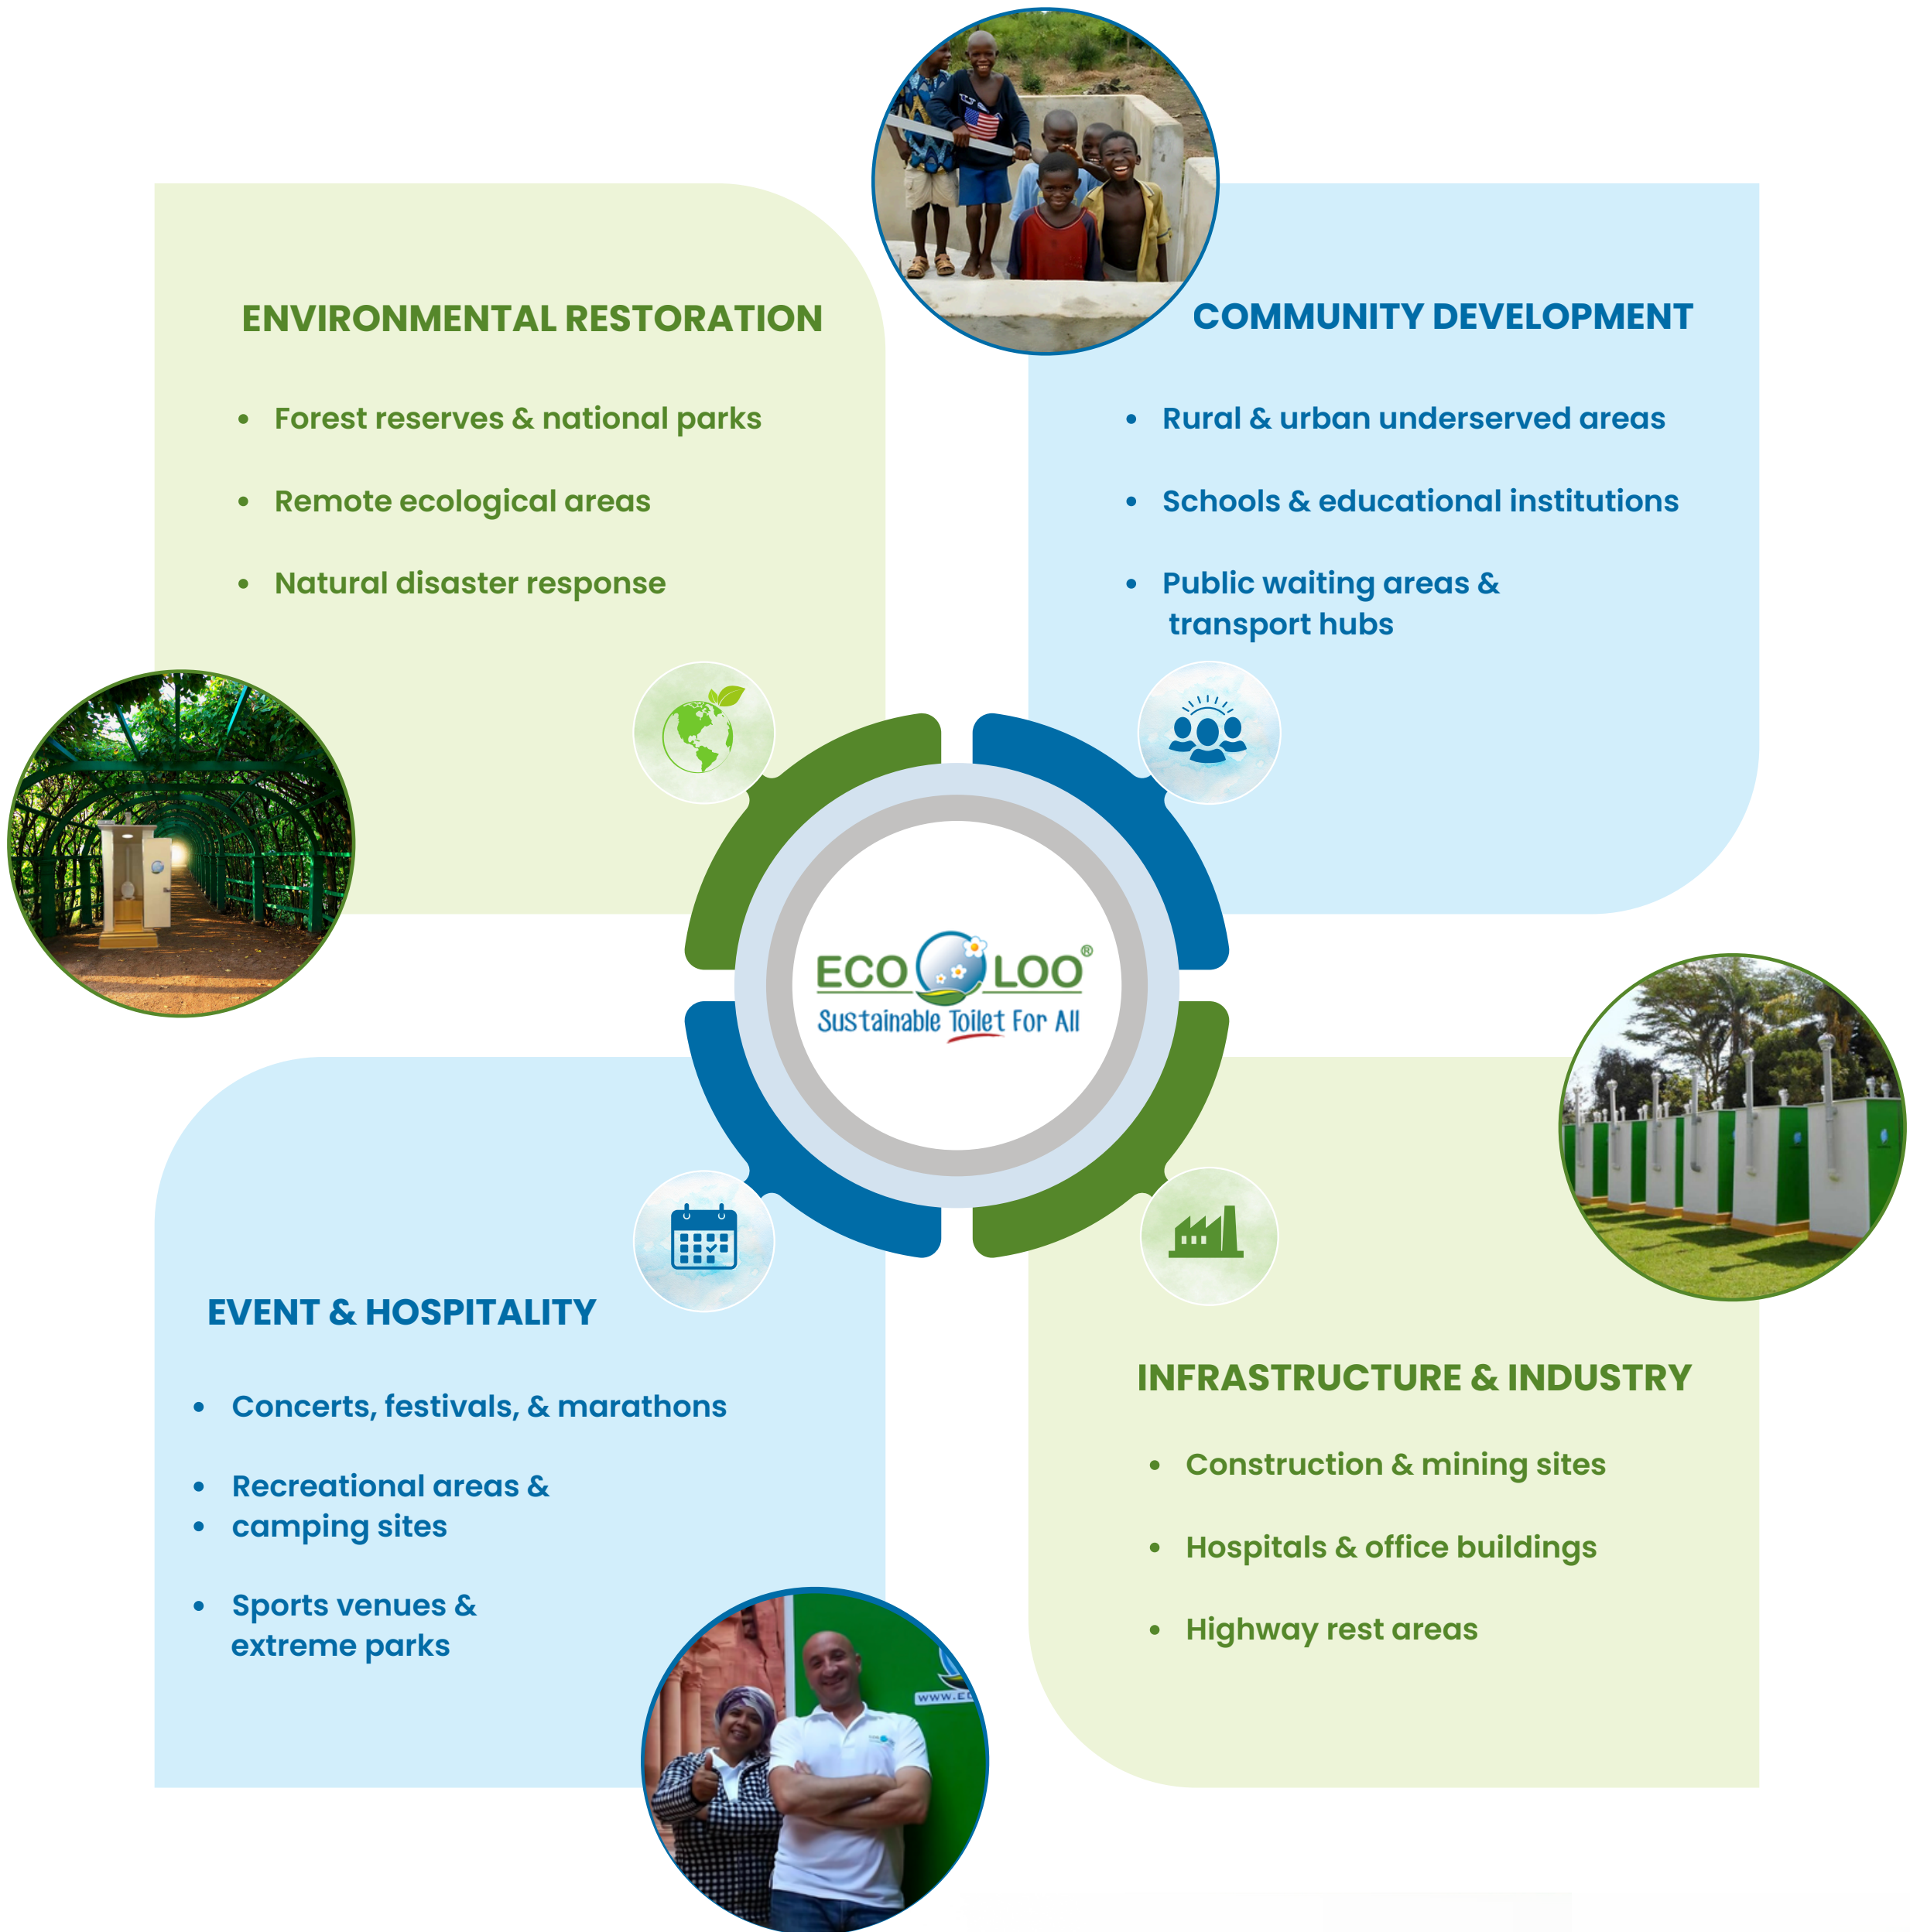 ENVIRONMENTAL RESTORATION
• Forest reserves & national parks
• Remote ecological areas
• Natural disaster response
COMMUNITY DEVELOPMENT
• Rural & urban underserved areas
• Schools & educational institutions
• Public waiting areas &
transport hubs
ECO LOO®
Sustainable Toilet For All
EVENT & HOSPITALITY
• Concerts, festivals, & marathons
• Recreational areas &
• camping sites
• Sports venues &
extreme parks
INFRASTRUCTURE & INDUSTRY
• Construction & mining sites
• Hospitals & office buildings
• Highway rest areas